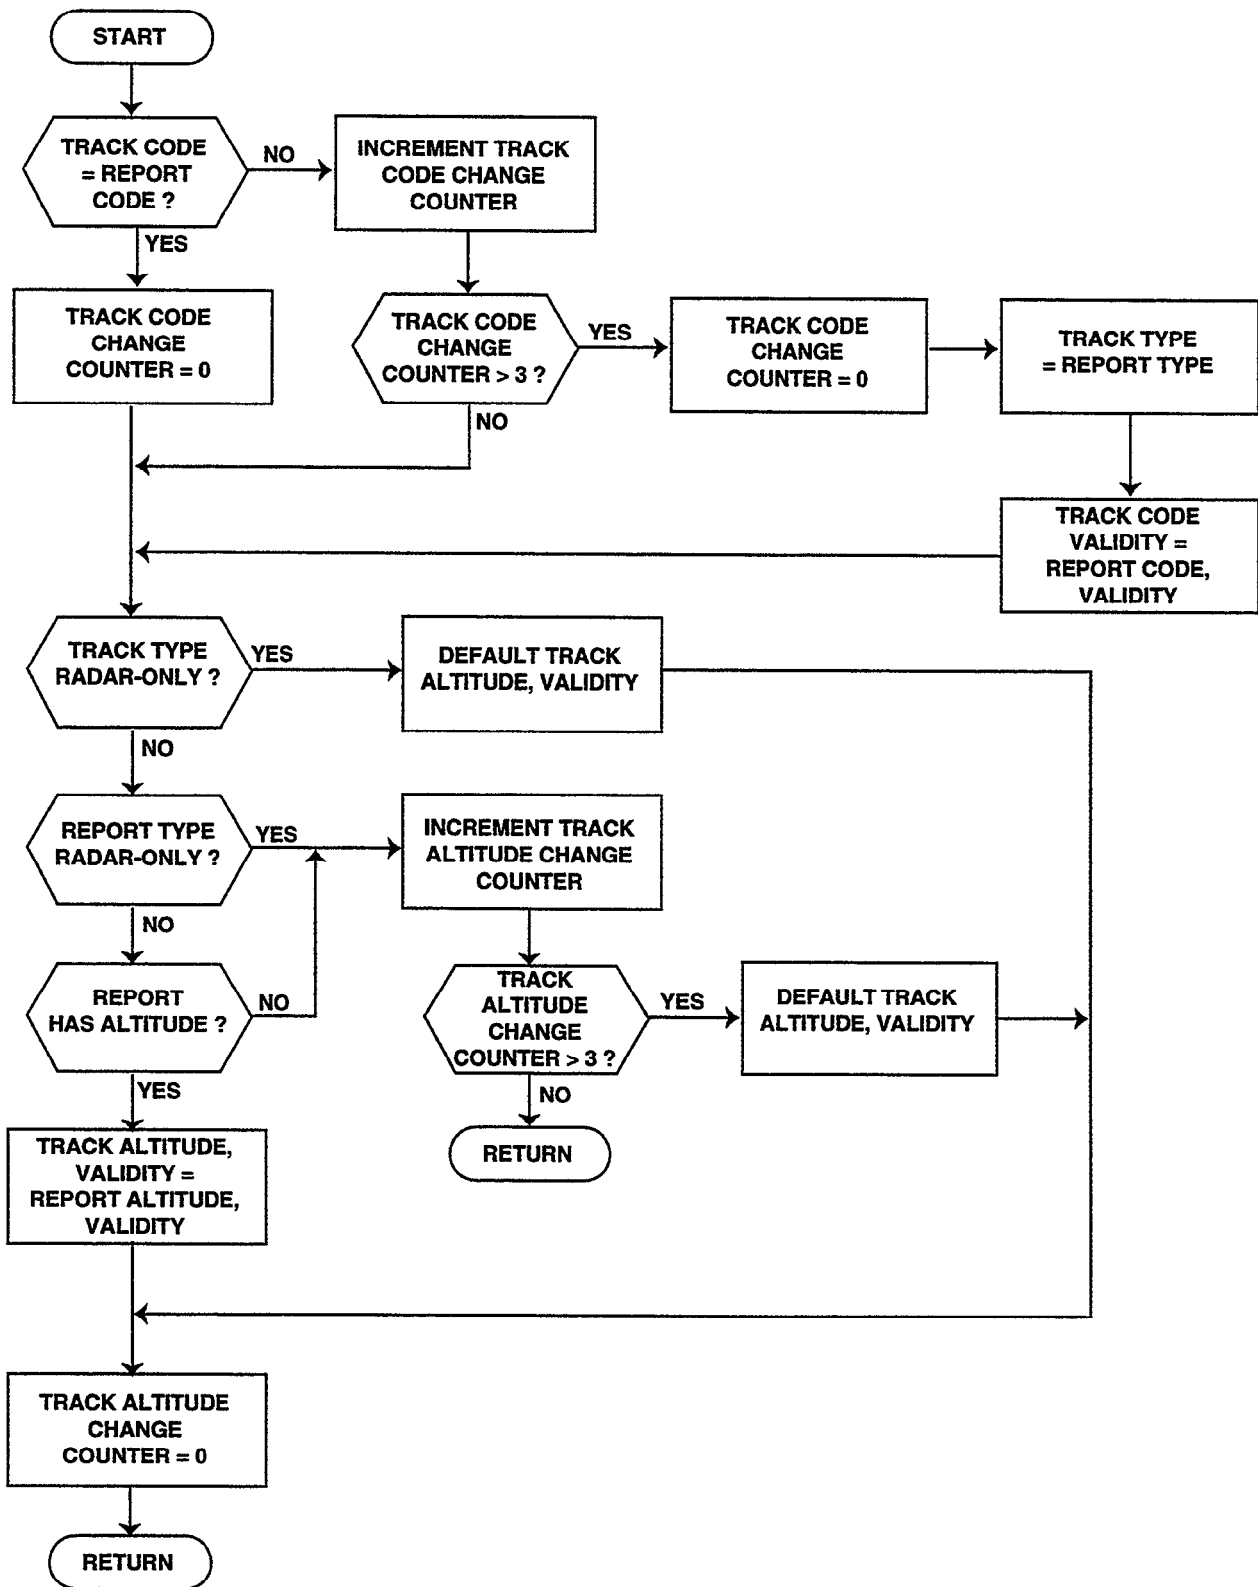 START
TRACK CODE
= REPORT
CODE ?
NO
INCREMENT TRACK
CODE CHANGE
COUNTER
YES
TRACK CODE
CHANGE
COUNTER = 0
TRACK CODE
CHANGE
COUNTER > 3 ?
YES
TRACK CODE
CHANGE
COUNTER = 0
TRACK TYPE
= REPORT TYPE
NO
TRACK CODE
VALIDITY =
REPORT CODE,
VALIDITY
TRACK TYPE
RADAR-ONLY ?
YES
DEFAULT TRACK
ALTITUDE, VALIDITY
NO
REPORT TYPE
RADAR-ONLY ?
YES
INCREMENT TRACK
ALTITUDE CHANGE
COUNTER
NO
REPORT
HAS ALTITUDE ?
NO
TRACK
ALTITUDE
CHANGE
COUNTER > 3 ?
YES
DEFAULT TRACK
ALTITUDE, VALIDITY
YES
NO
TRACK ALTITUDE,
VALIDITY =
REPORT ALTITUDE,
VALIDITY
RETURN
TRACK ALTITUDE
CHANGE
COUNTER = 0
RETURN